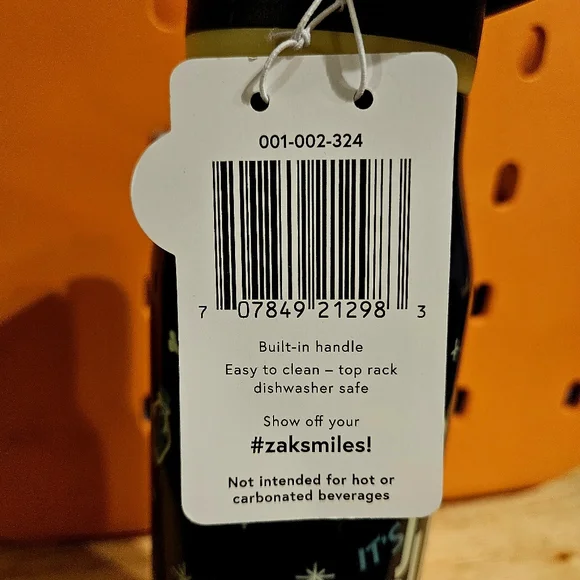 001-002-324
7 07849 21298 3
Built-in handle
Easy to clean – top rack
dishwasher safe
Show off your
#zaksmiles!
Not intended for hot or
carbonated beverages
IT'S